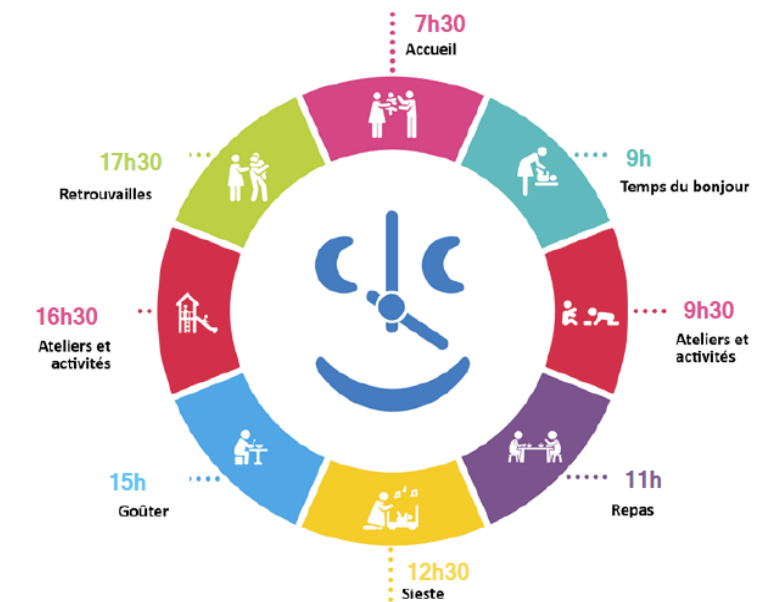 7h30
Accueil
9h
Temps du bonjour
9h30
Ateliers et
activités
11h
Repas
12h30
Sieste
15h
Goûter
16h30
Ateliers et
activités
17h30
Retrouvailles